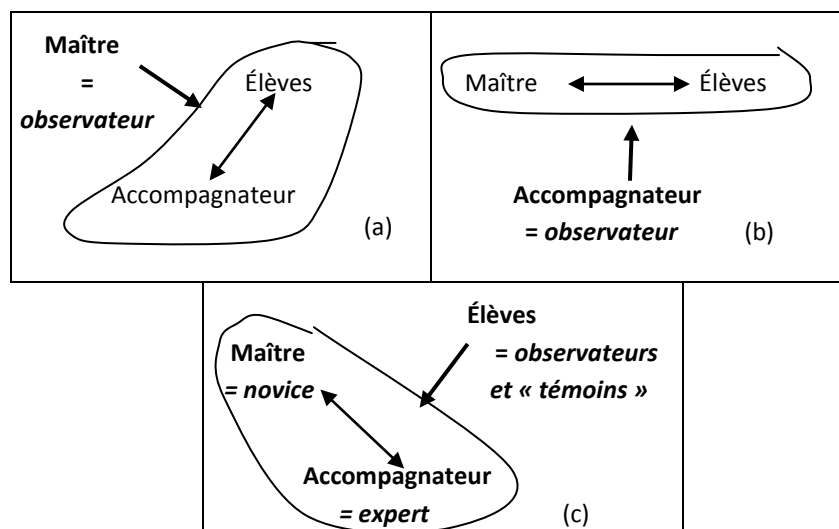 Maître
=
observateur
Élèves
Accompagnateur
(a)
Maître
Élèves
Accompagnateur
= observateur
(b)
Maître
= novice
Élèves
= observateurs
et « témoins »
Accompagnateur
= expert
(c)